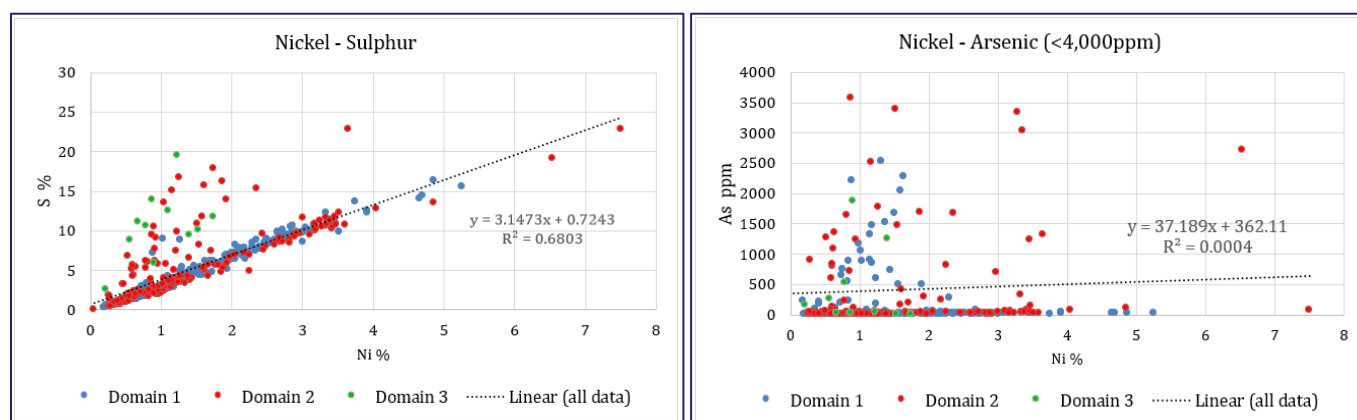 Nickel - Sulphur
30
25
20
15
10
5
0
S %
0 1 2 3 4 5 6 7 8
Ni %
y = 3.1473x + 0.7243
R² = 0.6803
Domain 1 Domain 2 Domain 3 Linear (all data)
Nickel - Arsenic (<4,000ppm)
4000
3500
3000
2500
2000
1500
1000
500
0
As ppm
0 1 2 3 4 5 6 7 8
Ni %
y = 37.189x + 362.11
R² = 0.0004
Domain 1 Domain 2 Domain 3 Linear (all data)